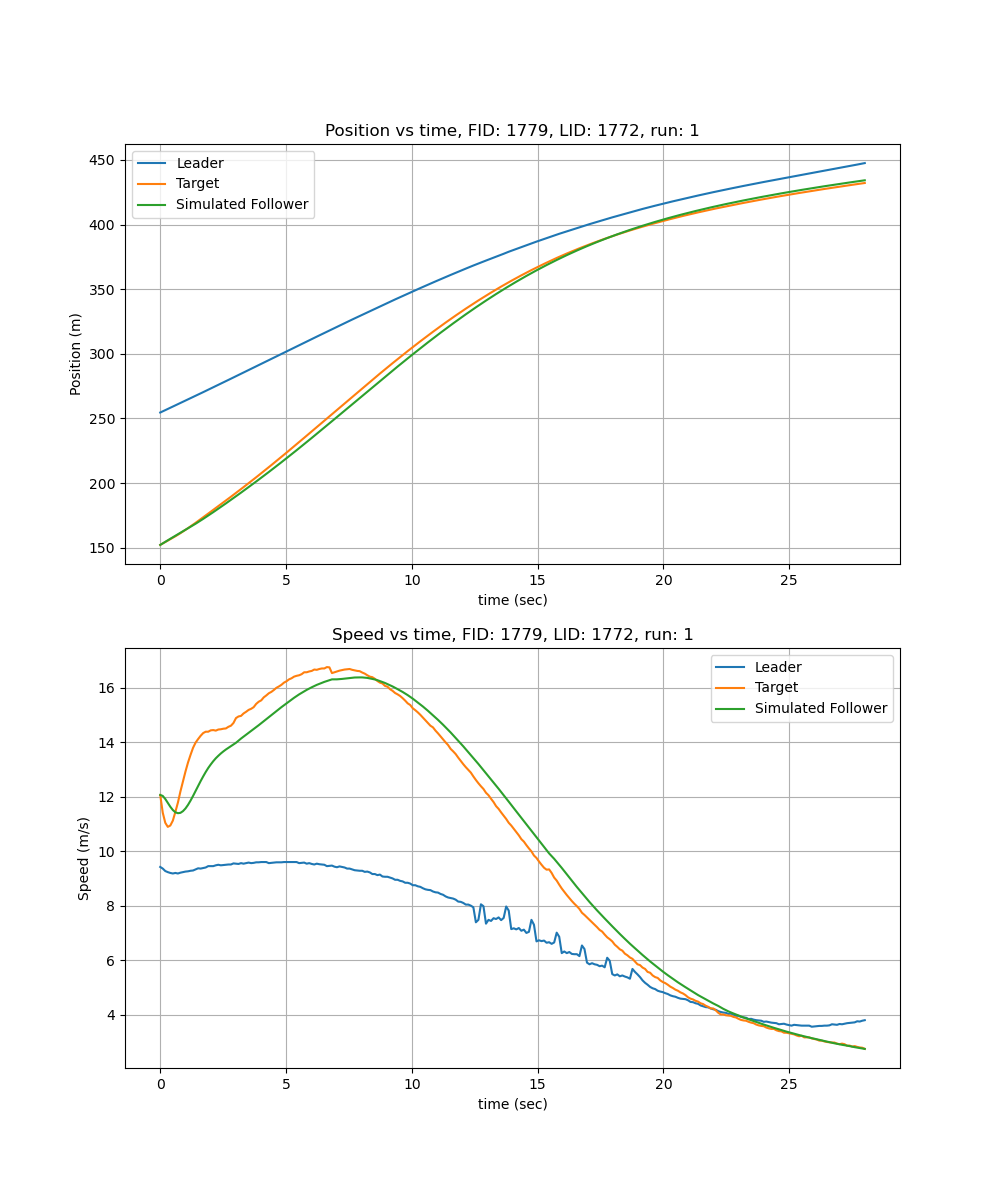 Position vs time, FID: 1779, LID: 1772, run: 1
Leader
Target
Simulated Follower
Position (m)
450
400
350
300
250
200
150
0 5 10 15 20 25
time (sec)
Speed vs time, FID: 1779, LID: 1772, run: 1
Leader
Target
Simulated Follower
Speed (m/s)
16
14
12
10
8
6
4
0 5 10 15 20 25
time (sec)